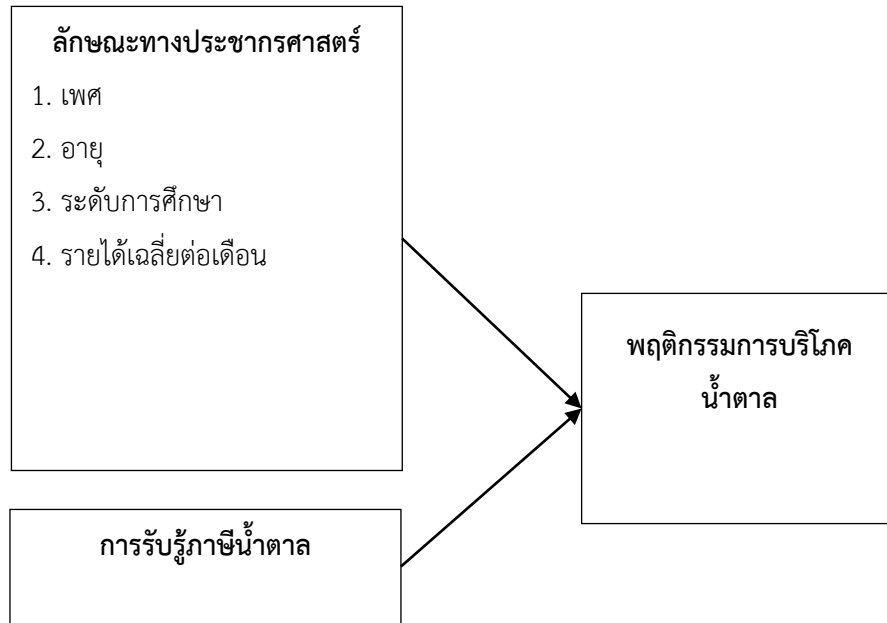 ลักษณะทางประชากรศาสตร์
1. เพศ
2. อายุ
3. ระดับการศึกษา
4. รายได้เฉลี่ยต่อเดือน
พฤติกรรมการบริโภค
น้ำตาล
การรับรู้ภาษีน้ำตาล